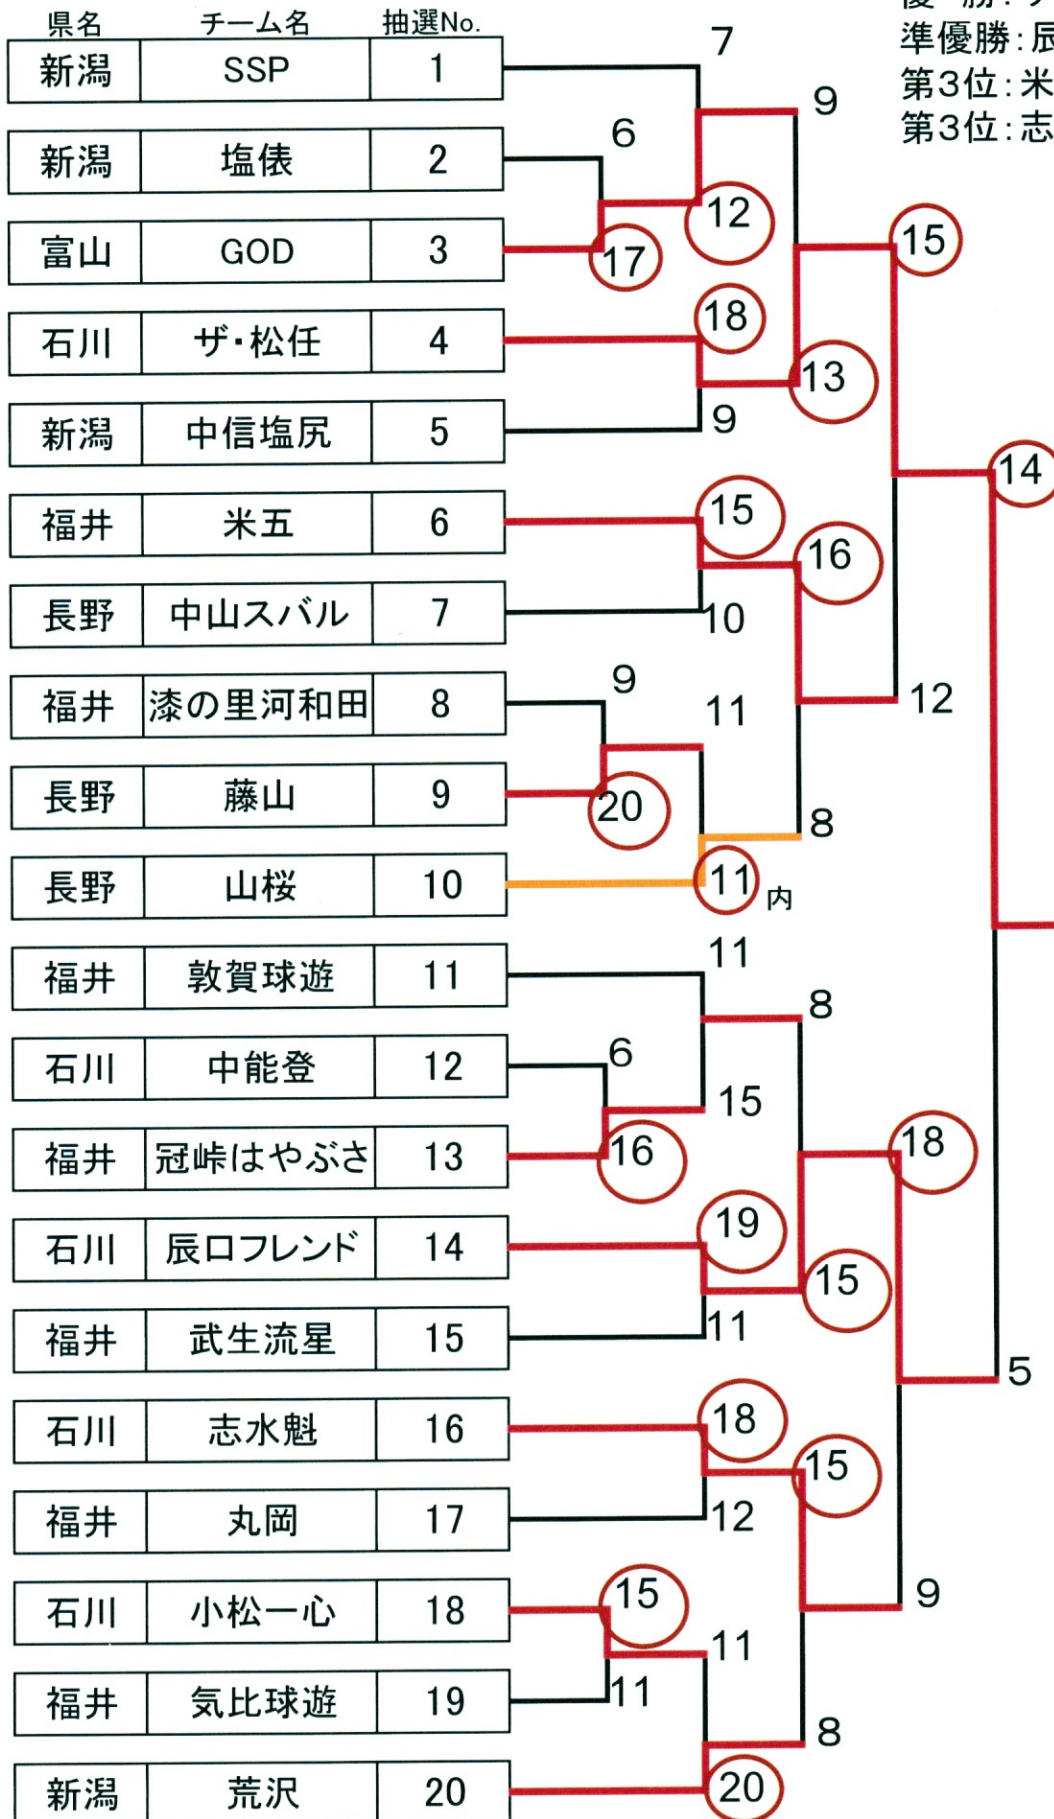 県名 チーム名 抽選No.
準優勝:辰
第3位:米
第3位:志
新潟 SSP 1
新潟 塩俵 2
富山 GOD 3
石川 ザ・松任 4
新潟 中信塩尻 5
福井 米五 6
長野 中山スバル 7
福井 漆の里河和田 8
長野 藤山 9
長野 山桜 10
福井 敦賀球遊 11
石川 中能登 12
福井 冠峠はやぶさ 13
石川 辰口フレンド 14
福井 武生流星 15
石川 志水魁 16
福井 丸岡 17
石川 小松一心 18
福井 気比球遊 19
新潟 荒沢 20
6
17
9
20
6
16
15
11
7
12
18
9
15
10
11
11 内
11
15
19
11
18
12
11
20
9
13
16
8
8
15
15
8
15
12
18
9
14
5